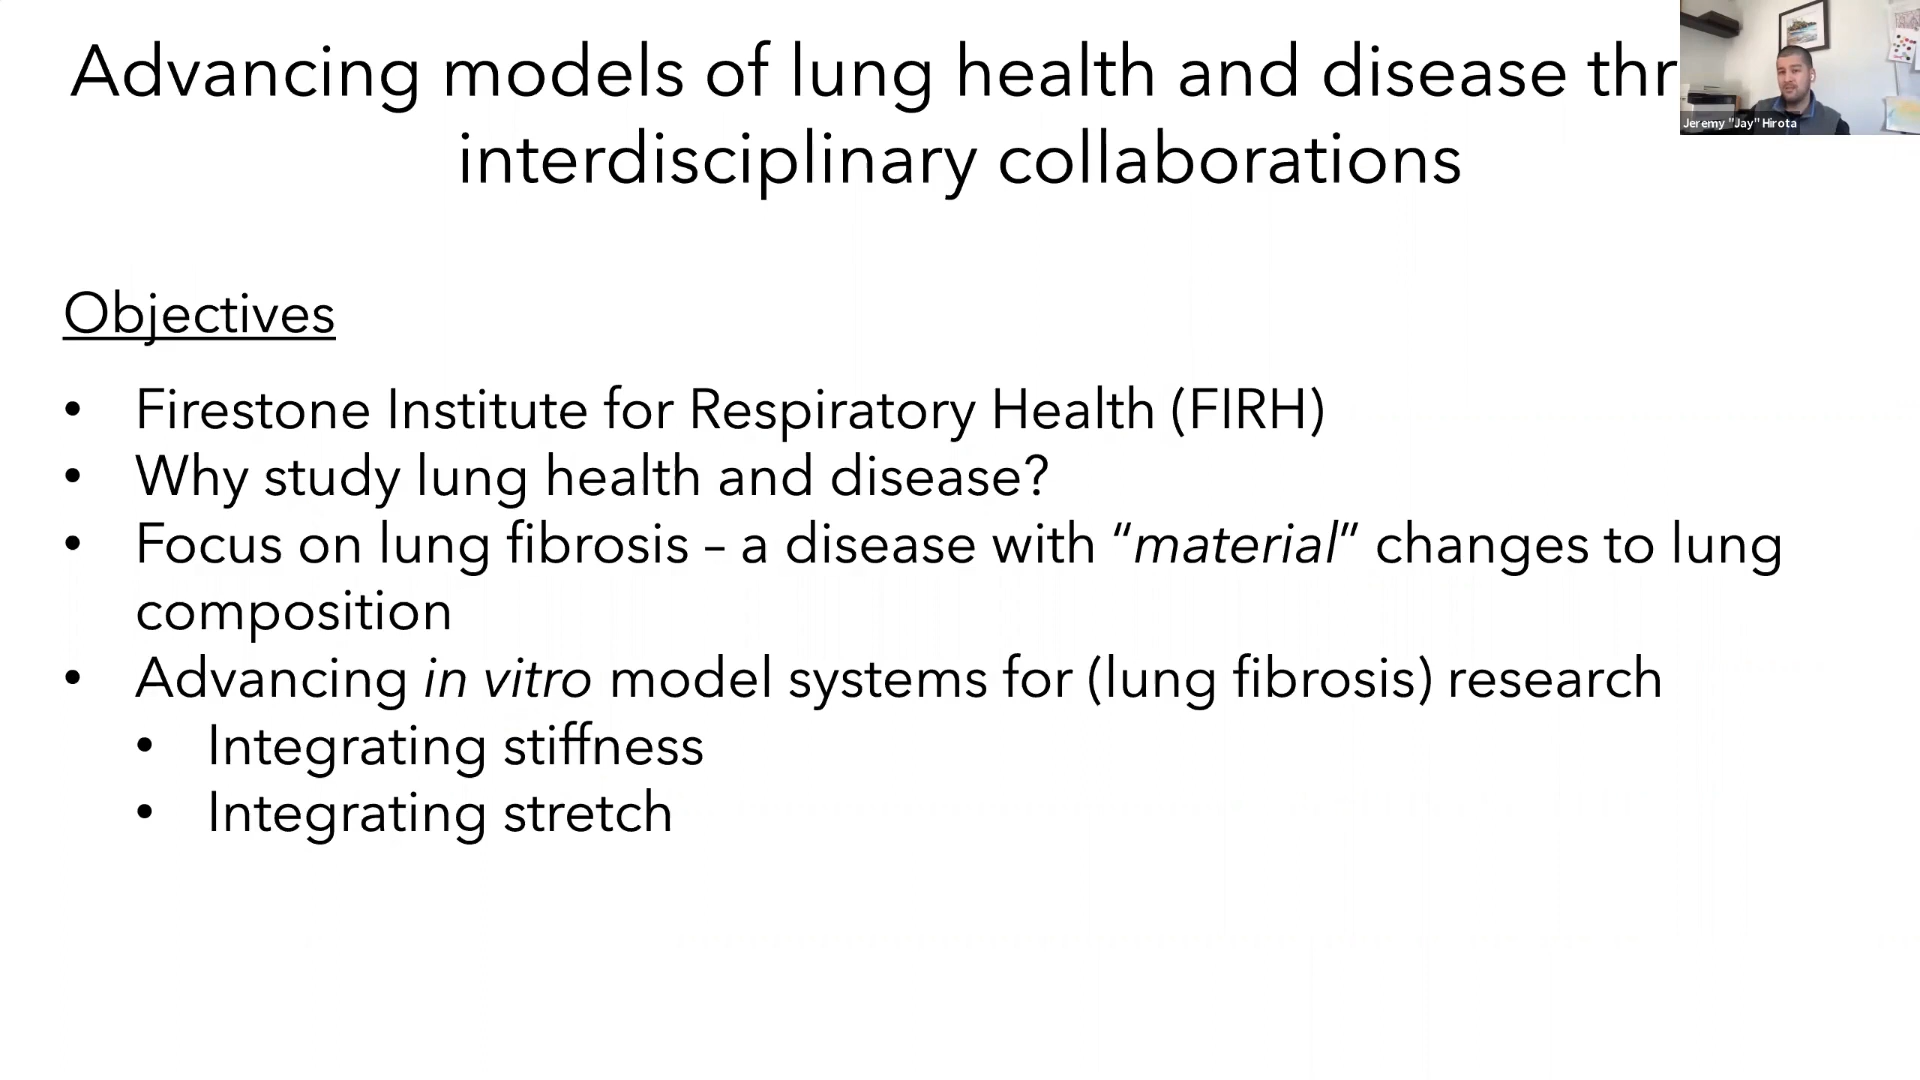 Advancing models of lung health and disease thr
interdisciplinary collaborations
Jeremy "Jay" Hirota
Objectives
• Firestone Institute for Respiratory Health (FIRH)
• Why study lung health and disease?
• Focus on lung fibrosis – a disease with “material” changes to lung
composition
• Advancing in vitro model systems for (lung fibrosis) research
• Integrating stiffness
• Integrating stretch